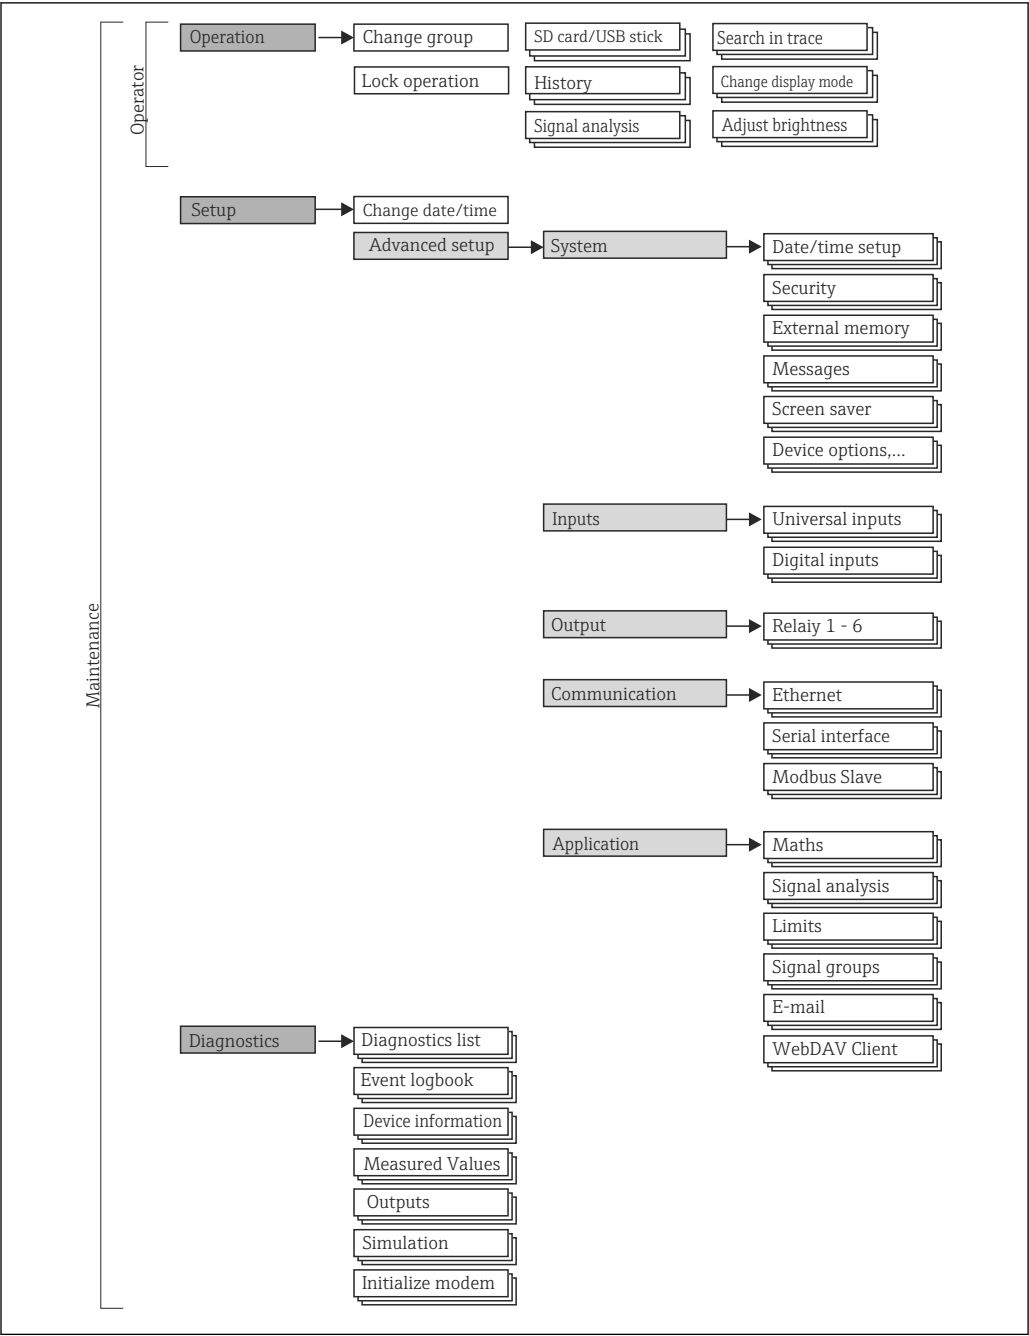 Operator
Maintenance
Operation
Change group
SD card/USB stick
Search in trace
Lock operation
History
Change display mode
Signal analysis
Adjust brightness
Setup
Change date/time
Advanced setup
System
Date/time setup
Security
External memory
Messages
Screen saver
Device options,...
Inputs
Universal inputs
Digital inputs
Output
Relaiy 1 - 6
Communication
Ethernet
Serial interface
Modbus Slave
Application
Maths
Signal analysis
Limits
Signal groups
E-mail
WebDAV Client
Diagnostics
Diagnostics list
Event logbook
Device information
Measured Values
Outputs
Simulation
Initialize modem